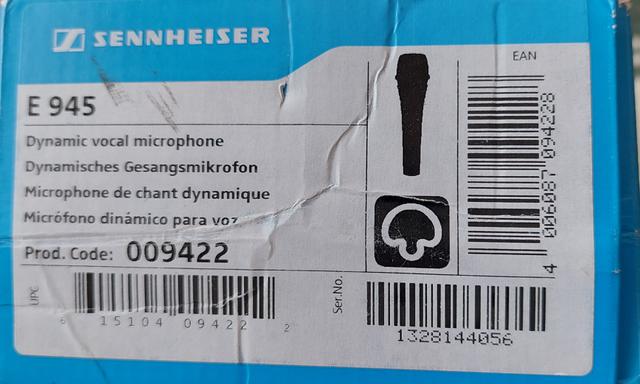 SENNHEISER
EAN
E 945
Dynamic vocal microphone
Dynamisches Gesangsmikrofon
Microphone de chant dynamique
Micrófono dinámico para voz
Prod. Code: 009422
4 006087 094228
UPC
6 15104 09422 2
Ser.No.
1328144056